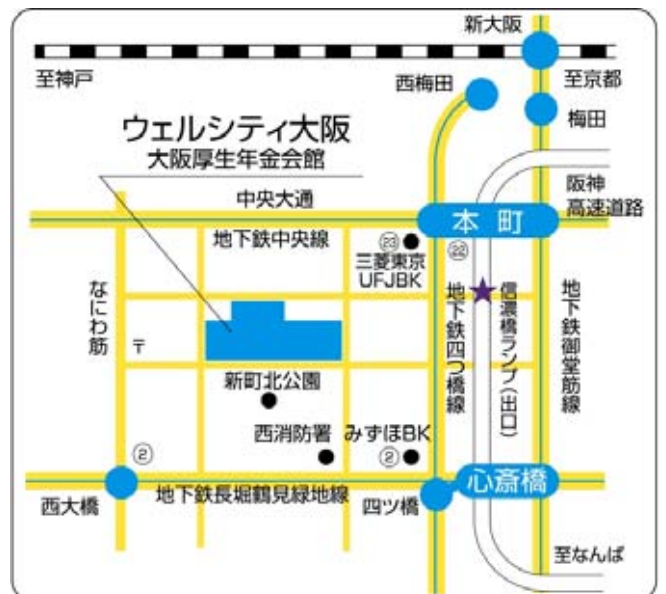 新大阪
至神戸
西梅田
至京都
梅田
ウェルシティ大阪
大阪厚生年金会館
中央大通
阪神
高速道路
本町
地下鉄中央線
㉓
三菱東京
UFJBK
㉒
なにわ筋
〒
地下鉄四つ橋線
信濃橋ランプ(出口)
地下鉄御堂筋線
新町北公園
西消防署
みずほBK
②
②
心斎橋
西大橋
地下鉄長堀鶴見緑地線
四ツ橋
至なんば